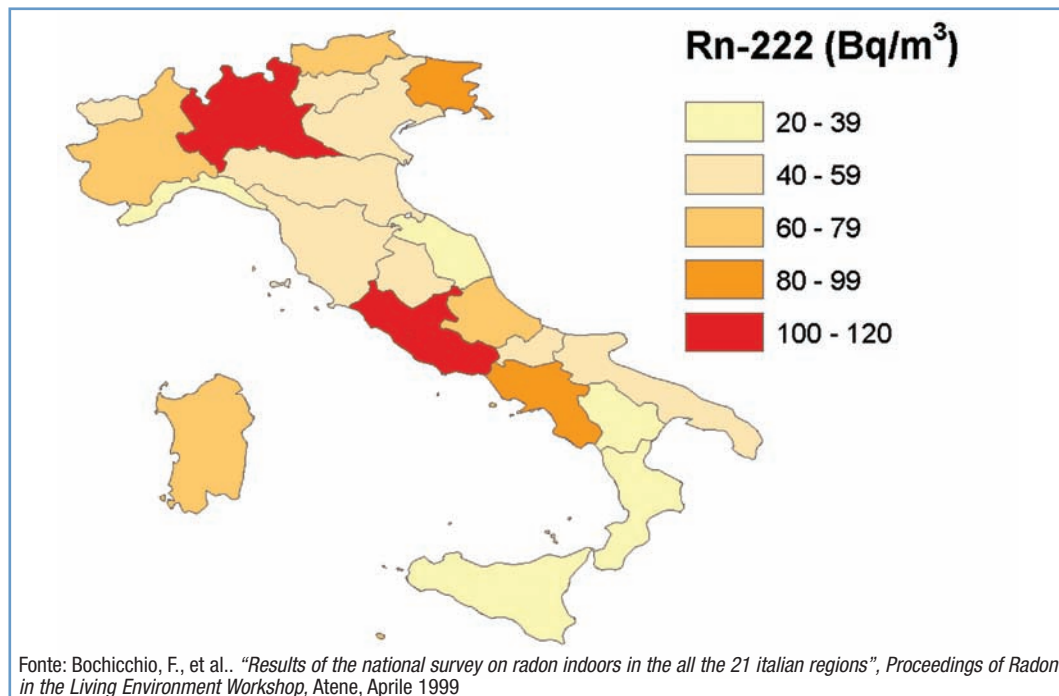 Rn-222 (Bq/m³)
20 - 39
40 - 59
60 - 79
80 - 99
100 - 120
Fonte: Bochicchio, F., et al.. “Results of the national survey on radon indoors in the all the 21 italian regions”, Proceedings of Radon
in the Living Environment Workshop, Atene, Aprile 1999